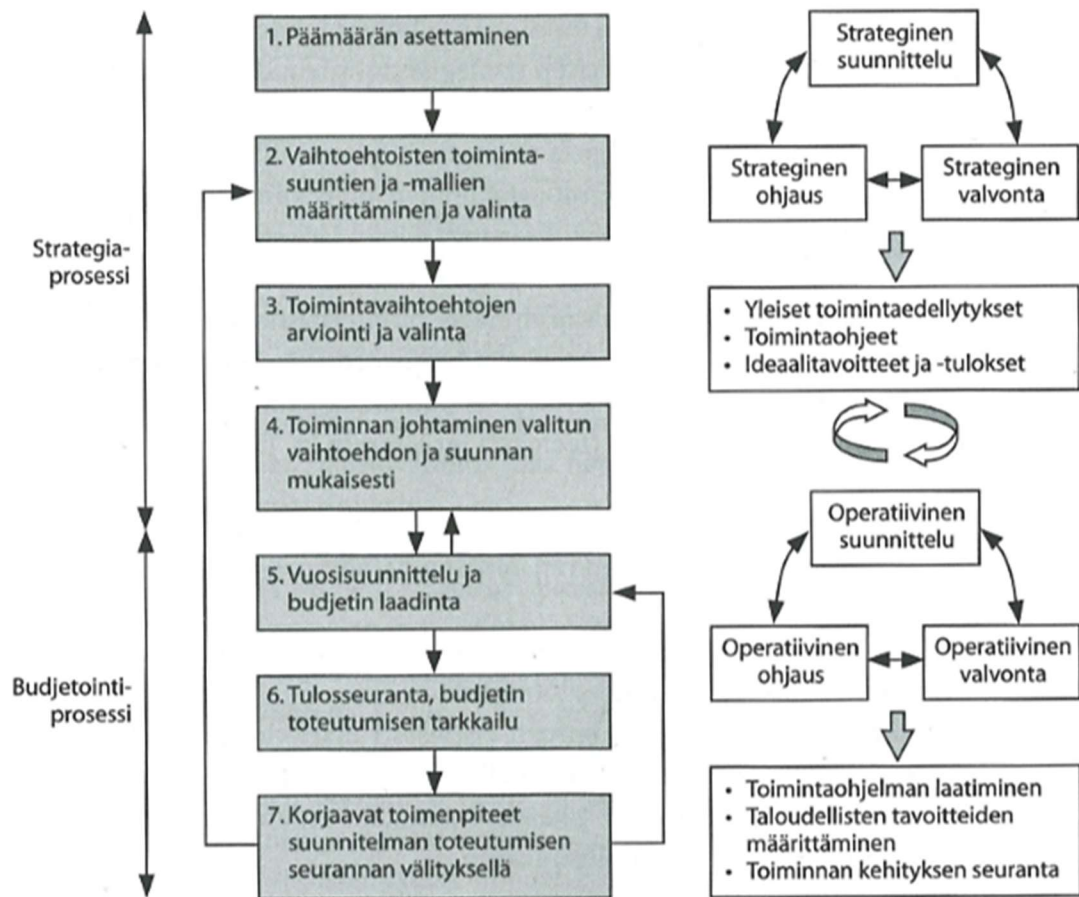 Strategia-
prosessi
Budjetointi-
prosessi
1. Päämäärän asettaminen
2. Vaihtoehtoisten toiminta-
suuntien ja -mallien
määrittäminen ja valinta
3. Toimintavaihtoehtojen
arviointi ja valinta
4. Toiminnan johtaminen valitun
vaihtoehdon ja suunnan
mukaisesti
5. Vuosisuunnittelu ja
budjetin laadinta
6. Tulosseuranta, budjetin
toteutumisen tarkkailu
7. Korjaavat toimenpiteet
suunnitelman toteutumisen
seurannan välityksellä
Strateginen
suunnittelu
Strateginen
ohjaus
Strateginen
valvonta
• Yleiset toimintaedellytykset
• Toimintaohjeet
• Ideaalitavoitteet ja -tulokset
Operatiivinen
suunnittelu
Operatiivinen
ohjaus
Operatiivinen
valvonta
• Toimintaohjelman laatiminen
• Taloudellisten tavoitteiden
määrittäminen
• Toiminnan kehityksen seuranta